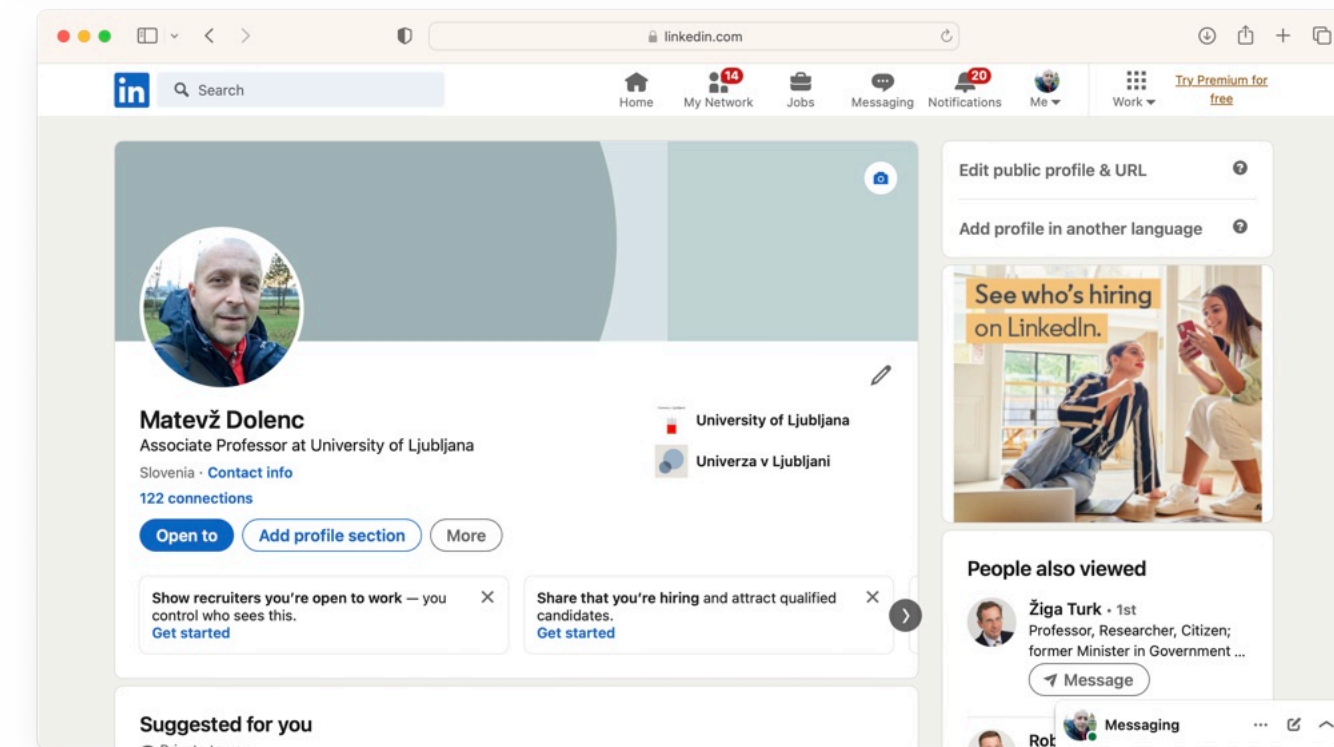 linkedin.com
in
Search
Home
14
My Network
Jobs
Messaging
20
Notifications
Me
Work
Try Premium for
free
Matevž Dolenc
Associate Professor at University of Ljubljana
Slovenia · Contact info
122 connections
Open to
Add profile section
More
University of Ljubljana
Univerza v Ljubljani
Show recruiters you're open to work — you
control who sees this.
Get started
Share that you're hiring and attract qualified
candidates.
Get started
Suggested for you
Edit public profile & URL
Add profile in another language
See who's hiring
on LinkedIn.
People also viewed
Žiga Turk · 1st
Professor, Researcher, Citizen;
former Minister in Government ...
Message
Rob
Messaging